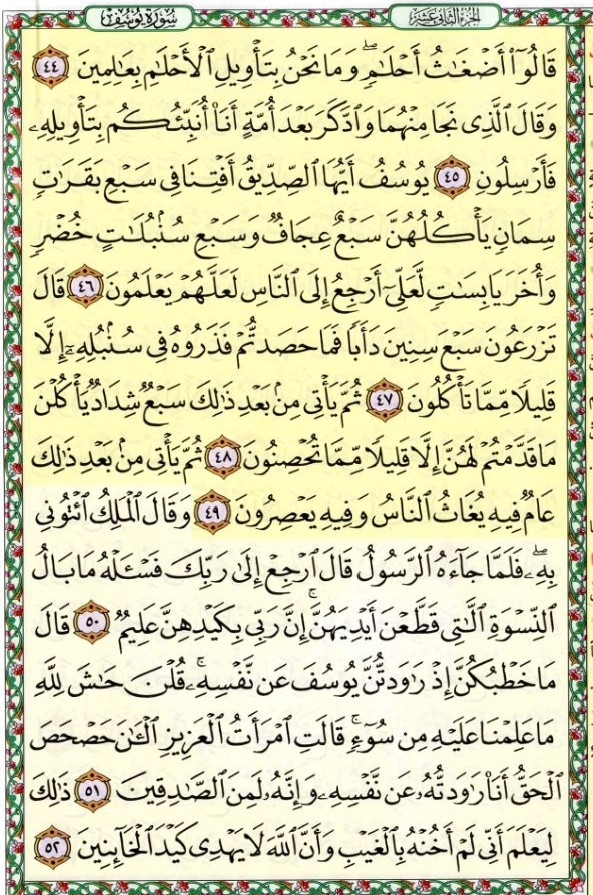 سُورَةُ يُوسُفَ
الجزء الثاني عشر
قَالُوٓا۟ أَضْغَـٰثُ أَحْلَـٰمٍ ۖ وَمَا نَحْنُ بِتَأْوِيلِ ٱلْأَحْلَـٰمِ بِعَـٰلِمِينَ ٤٤
وَقَالَ ٱلَّذِى نَجَا مِنْهُمَا وَٱدَّكَرَ بَعْدَ أُمَّةٍ أَنَا۠ أُنَبِّئُكُم بِتَأْوِيلِهِۦ
فَأَرْسِلُونِ ٤٥ يُوسُفُ أَيُّهَا ٱلصِّدِّيقُ أَفْتِنَا فِى سَبْعِ بَقَرَٰتٍ
سِمَانٍ يَأْكُلُهُنَّ سَبْعٌ عِجَافٌ وَسَبْعِ سُنۢبُلَـٰتٍ خُضْرٍ
وَأُخَرَ يَابِسَـٰتٍ لَّعَلِّىٓ أَرْجِعُ إِلَى ٱلنَّاسِ لَعَلَّهُمْ يَعْلَمُونَ ٤٦ قَالَ
تَزْرَعُونَ سَبْعَ سِنِينَ دَأَبًا فَمَا حَصَدتُّمْ فَذَرُوهُ فِى سُنۢبُلِهِۦٓ إِلَّا
قَلِيلًا مِّمَّا تَأْكُلُونَ ٤٧ ثُمَّ يَأْتِى مِنۢ بَعْدِ ذَٰلِكَ سَبْعٌ شِدَادٌ يَأْكُلْنَ
مَا قَدَّمْتُمْ لَهُنَّ إِلَّا قَلِيلًا مِّمَّا تُحْصِنُونَ ٤٨ ثُمَّ يَأْتِى مِنۢ بَعْدِ ذَٰلِكَ
عَامٌ فِيهِ يُغَاثُ ٱلنَّاسُ وَفِيهِ يَعْصِرُونَ ٤٩ وَقَالَ ٱلْمَلِكُ ٱئْتُونِى
بِهِۦ ۖ فَلَمَّا جَآءَهُ ٱلرَّسُولُ قَالَ ٱرْجِعْ إِلَىٰ رَبِّكَ فَسْـَٔلْهُ مَا بَالُ
ٱلنِّسْوَةِ ٱلَّـٰتِى قَطَّعْنَ أَيْدِيَهُنَّ ۚ إِنَّ رَبِّى بِكَيْدِهِنَّ عَلِيمٌ ٥٠ قَالَ
مَا خَطْبُكُنَّ إِذْ رَٰوَدتُّنَّ يُوسُفَ عَن نَّفْسِهِۦ ۚ قُلْنَ حَـٰشَ لِلَّهِ
مَا عَلِمْنَا عَلَيْهِ مِن سُوٓءٍ ۚ قَالَتِ ٱمْرَأَتُ ٱلْعَزِيزِ ٱلْـَٔـٰنَ حَصْحَصَ
ٱلْحَقُّ أَنَا۠ رَٰوَدتُّهُۥ عَن نَّفْسِهِۦ وَإِنَّهُۥ لَمِنَ ٱلصَّـٰدِقِينَ ٥١ ذَٰلِكَ
لِيَعْلَمَ أَنِّى لَمْ أَخُنْهُ بِٱلْغَيْبِ وَأَنَّ ٱللَّهَ لَا يَهْدِى كَيْدَ ٱلْخَآئِنِينَ ٥٢